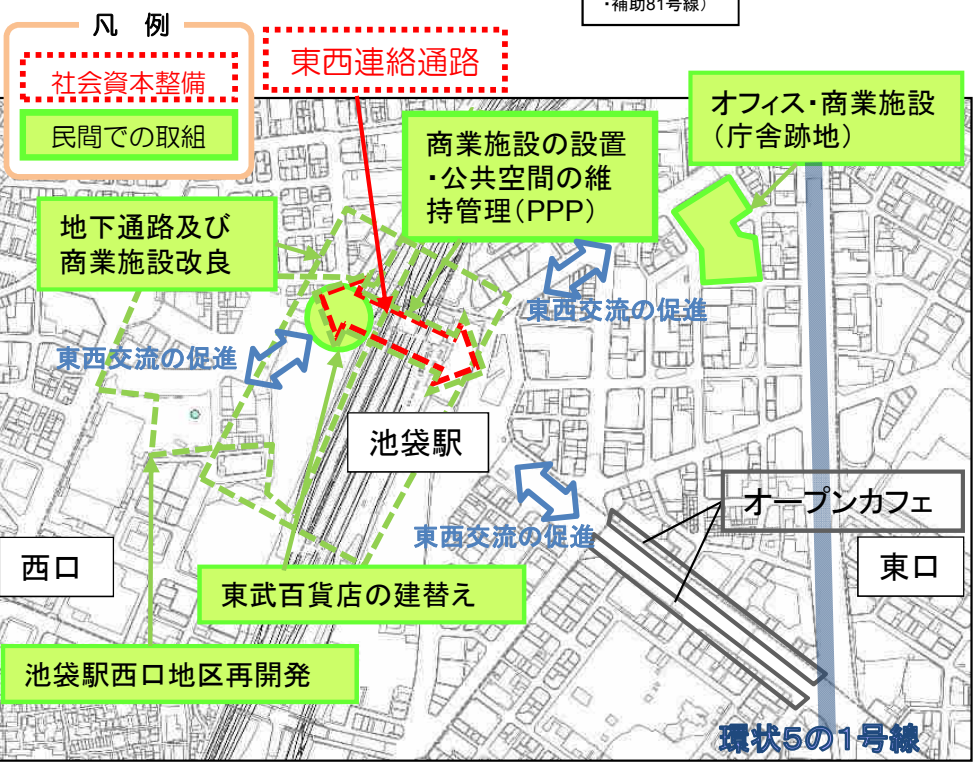 ・補助81号線）
凡 例
社会資本整備
民間での取組
東西連絡通路
オフィス・商業施設
（庁舎跡地）
商業施設の設置
・公共空間の維
持管理（PPP）
地下通路及び
商業施設改良
東西交流の促進
東西交流の促進
池袋駅
オープンカフェ
東西交流の促進
西口
東口
東武百貨店の建替え
池袋駅西口地区再開発
環状5の1号線